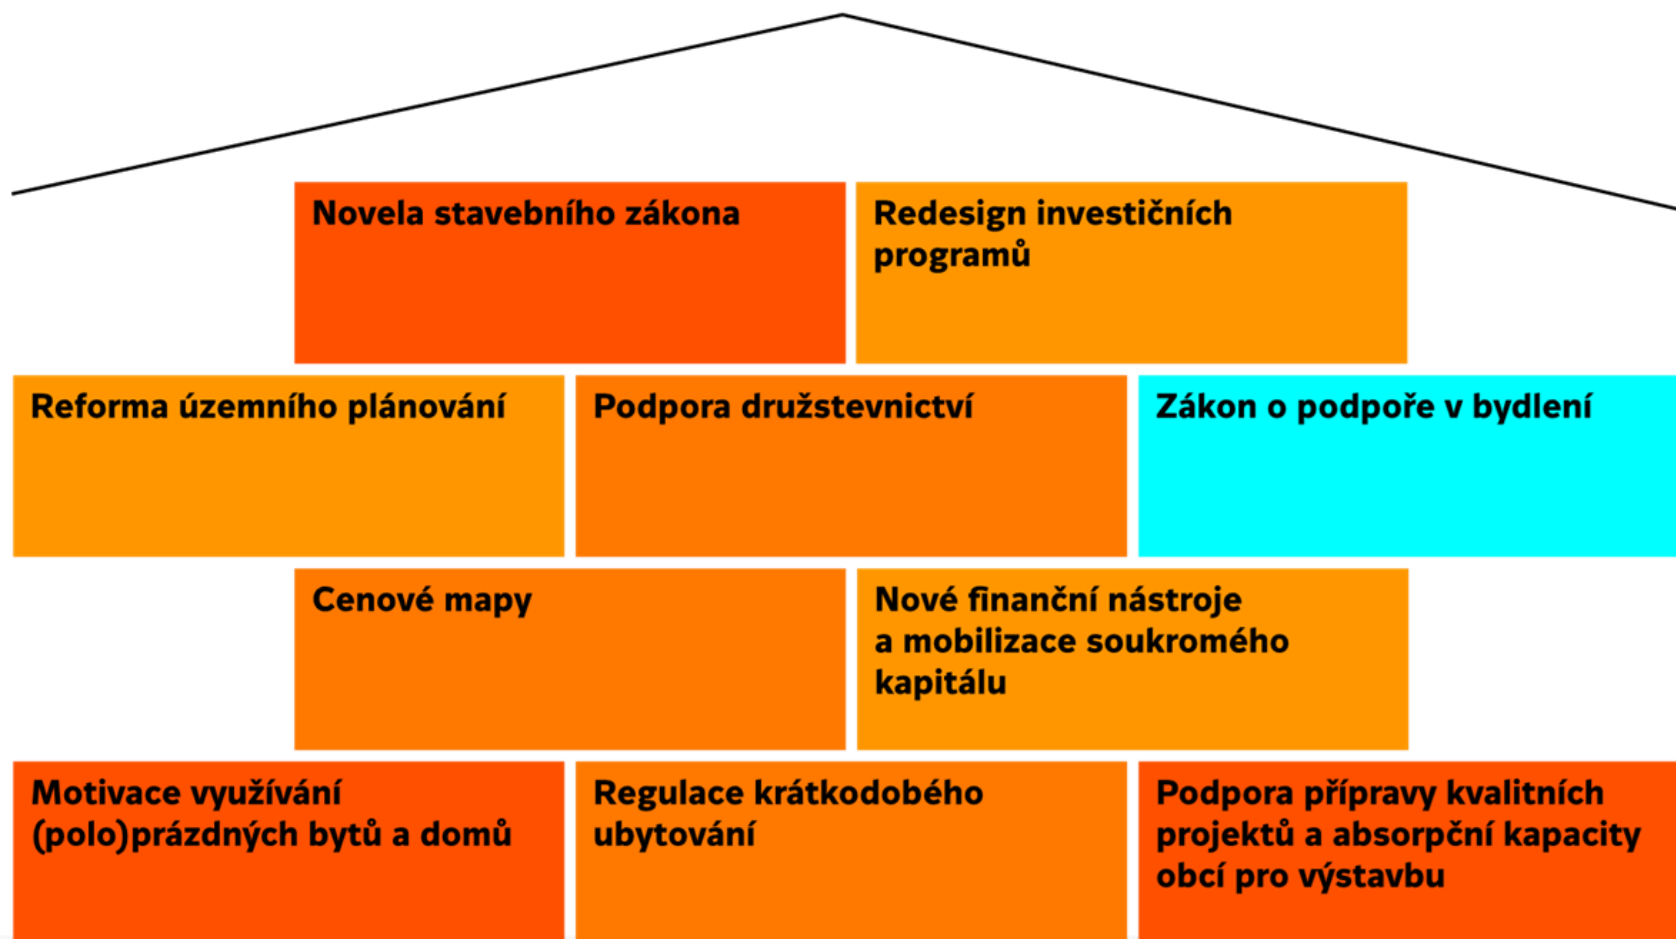 Novela stavebního zákona
Redesign investičních
programů
Reforma územního plánování
Podpora družstevnictví
Zákon o podpoře v bydlení
Cenové mapy
Nové finanční nástroje
a mobilizace soukromého
kapitálu
Motivace využívání
(polo)prázdných bytů a domů
Regulace krátkodobého
ubytování
Podpora přípravy kvalitních
projektů a absorpční kapacity
obcí pro výstavbu